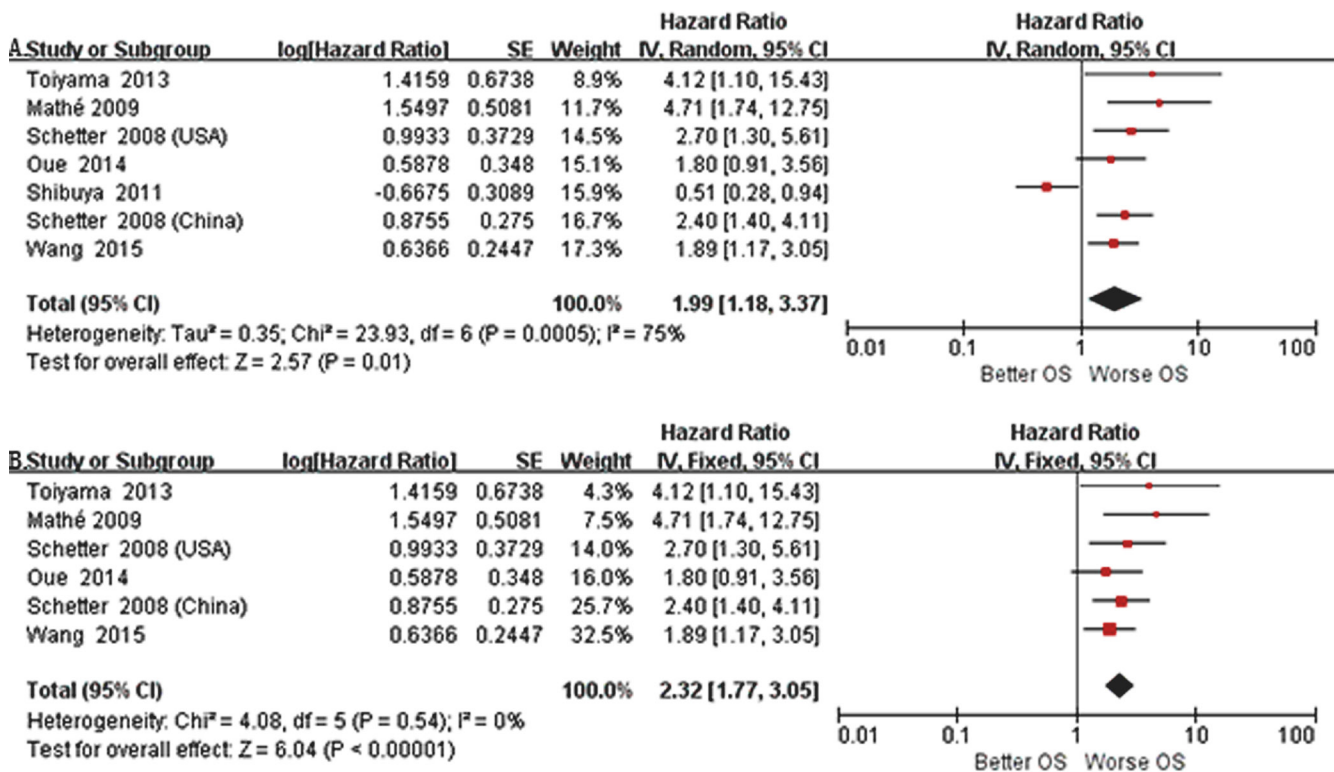 Hazard Ratio Hazard Ratio
A.Study or Subgroup log[Hazard Ratio] SE Weight IV, Random, 95% CI IV, Random, 95% CI
Toiyama 2013 1.4159 0.6738 8.9% 4.12 [1.10, 15.43]
Mathé 2009 1.5497 0.5081 11.7% 4.71 [1.74, 12.75]
Schetter 2008 (USA) 0.9933 0.3729 14.5% 2.70 [1.30, 5.61]
Oue 2014 0.5878 0.348 15.1% 1.80 [0.91, 3.56]
Shibuya 2011 -0.6675 0.3089 15.9% 0.51 [0.28, 0.94]
Schetter 2008 (China) 0.8755 0.275 16.7% 2.40 [1.40, 4.11]
Wang 2015 0.6366 0.2447 17.3% 1.89 [1.17, 3.05]
Total (95% CI) 100.0% 1.99 [1.18, 3.37]
Heterogeneity: Tau² = 0.35; Chi² = 23.93, df = 6 (P = 0.0005); I² = 75%
Test for overall effect: Z = 2.57 (P = 0.01)
0.01 0.1 1 10 100
Better OS Worse OS
Hazard Ratio Hazard Ratio
B.Study or Subgroup log[Hazard Ratio] SE Weight IV, Fixed, 95% CI IV, Fixed, 95% CI
Toiyama 2013 1.4159 0.6738 4.3% 4.12 [1.10, 15.43]
Mathé 2009 1.5497 0.5081 7.5% 4.71 [1.74, 12.75]
Schetter 2008 (USA) 0.9933 0.3729 14.0% 2.70 [1.30, 5.61]
Oue 2014 0.5878 0.348 16.0% 1.80 [0.91, 3.56]
Schetter 2008 (China) 0.8755 0.275 25.7% 2.40 [1.40, 4.11]
Wang 2015 0.6366 0.2447 32.5% 1.89 [1.17, 3.05]
Total (95% CI) 100.0% 2.32 [1.77, 3.05]
Heterogeneity: Chi² = 4.08, df = 5 (P = 0.54); I² = 0%
Test for overall effect: Z = 6.04 (P < 0.00001)
0.01 0.1 1 10 100
Better OS Worse OS